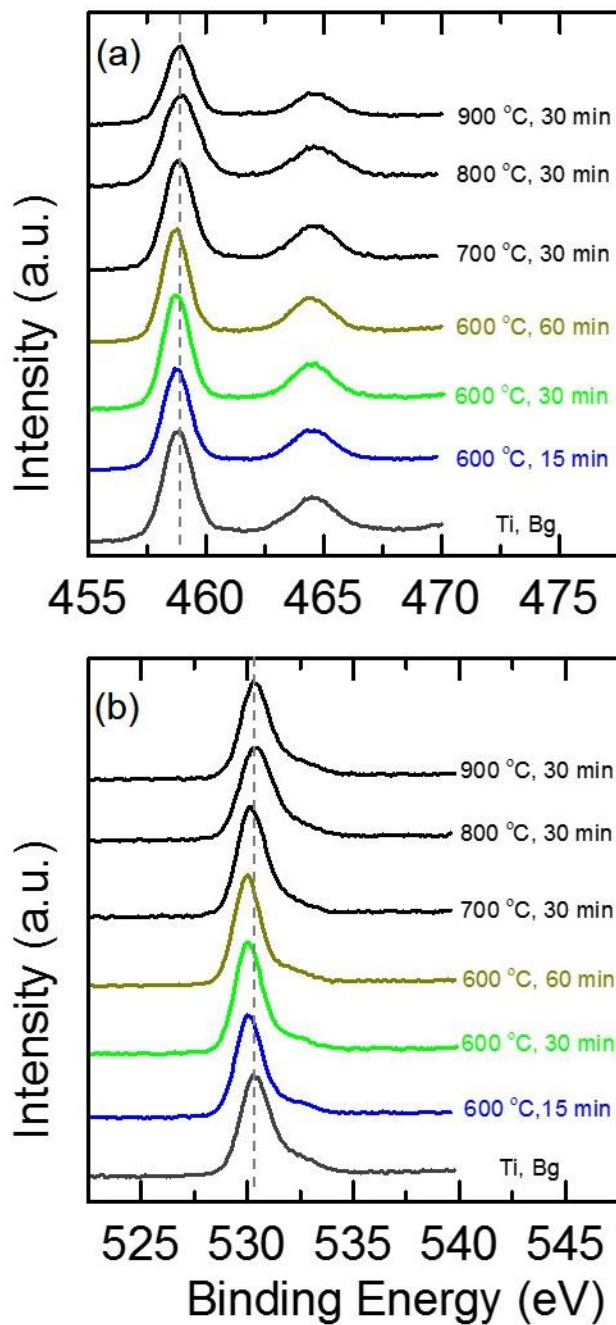 (a)
900 °C, 30 min
800 °C, 30 min
700 °C, 30 min
600 °C, 60 min
600 °C, 30 min
600 °C, 15 min
Ti, Bg
Intensity (a.u.)
455 460 465 470 475
(b)
900 °C, 30 min
800 °C, 30 min
700 °C, 30 min
600 °C, 60 min
600 °C, 30 min
600 °C,15 min
Ti, Bg
Intensity (a.u.)
525 530 535 540 545
Binding Energy (eV)